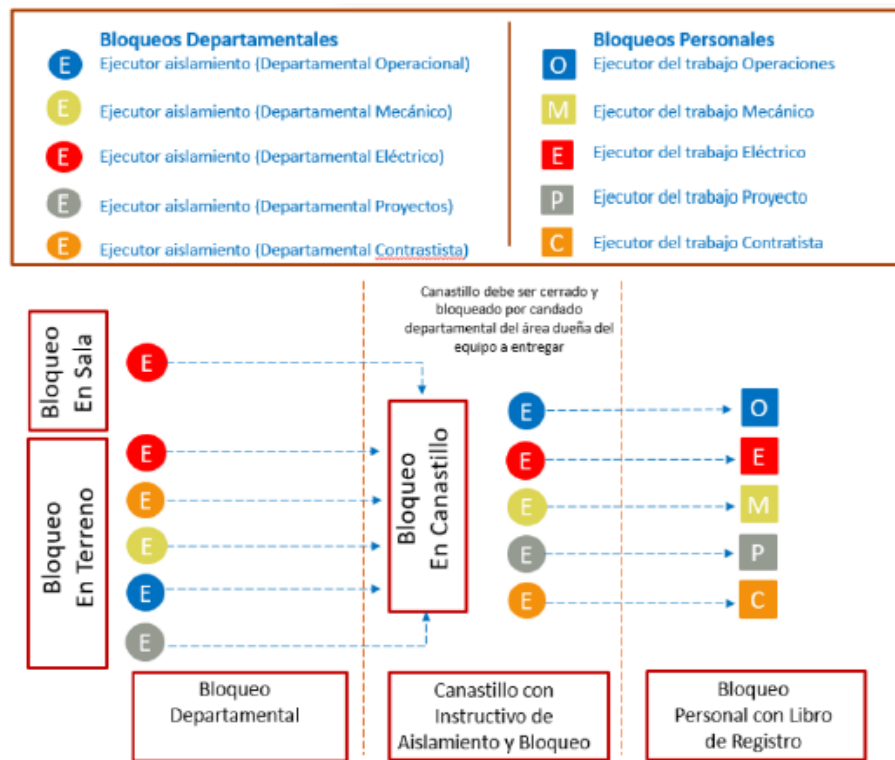 Bloqueos Departamentales
E Ejecutor aislamiento (Departamental Operacional)
E Ejecutor aislamiento (Departamental Mecánico)
E Ejecutor aislamiento (Departamental Eléctrico)
E Ejecutor aislamiento (Departamental Proyectos)
E Ejecutor aislamiento (Departamental Contrastista)
Bloqueos Personales
O Ejecutor del trabajo Operaciones
M Ejecutor del trabajo Mecánico
E Ejecutor del trabajo Eléctrico
P Ejecutor del trabajo Proyecto
C Ejecutor del trabajo Contratista
Canastillo debe ser cerrado y
bloqueado por candado
departamental del área dueña del
equipo a entregar
Bloqueo
En Sala
E
Bloqueo
En Terreno
E
E
E
E
E
Bloqueo
En Canastillo
E
E
E
E
E
O
E
M
P
C
Bloqueo
Departamental
Canastillo con
Instructivo de
Aislamiento y Bloqueo
Bloqueo
Personal con Libro
de Registro